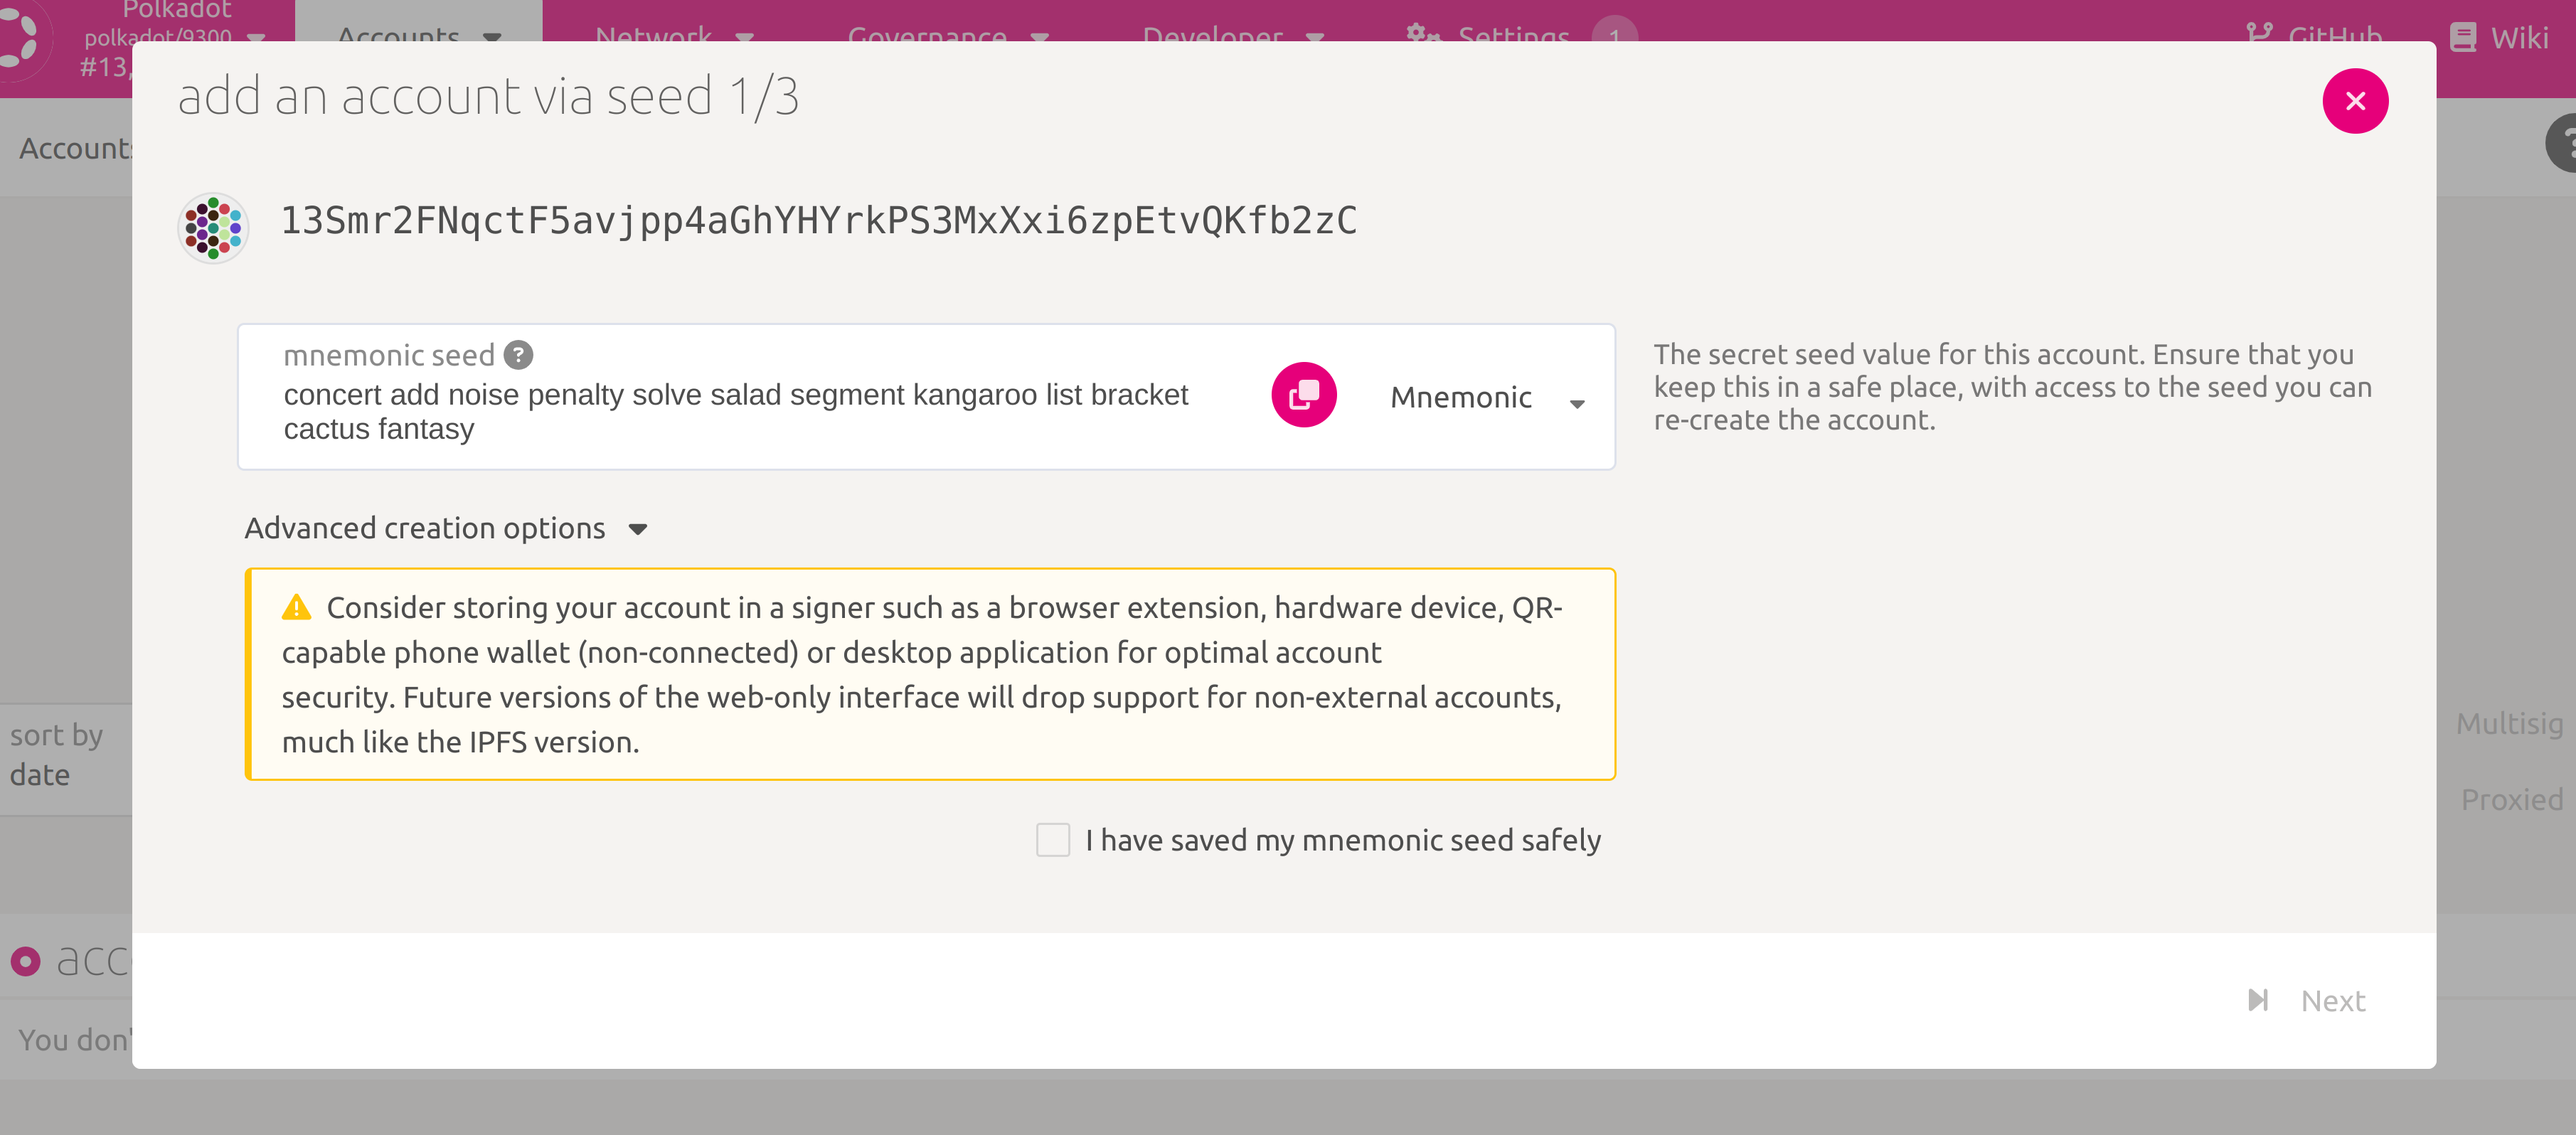 Polkadot
polkadot/9300
#13,
Accounts
Network
Governance
Developer
Settings
1
GitHub
Wiki
add an account via seed 1/3
Accounts
13Smr2FNqctF5avjpp4aGhYHYrkPS3MxXxi6zpEtvQKfb2zC
mnemonic seed
concert add noise penalty solve salad segment kangaroo list bracket
cactus fantasy
Mnemonic
The secret seed value for this account. Ensure that you
keep this in a safe place, with access to the seed you can
re-create the account.
Advanced creation options
Consider storing your account in a signer such as a browser extension, hardware device, QR-
capable phone wallet (non-connected) or desktop application for optimal account
security. Future versions of the web-only interface will drop support for non-external accounts,
much like the IPFS version.
sort by
date
Multisig
Proxied
I have saved my mnemonic seed safely
acc
You don'
Next